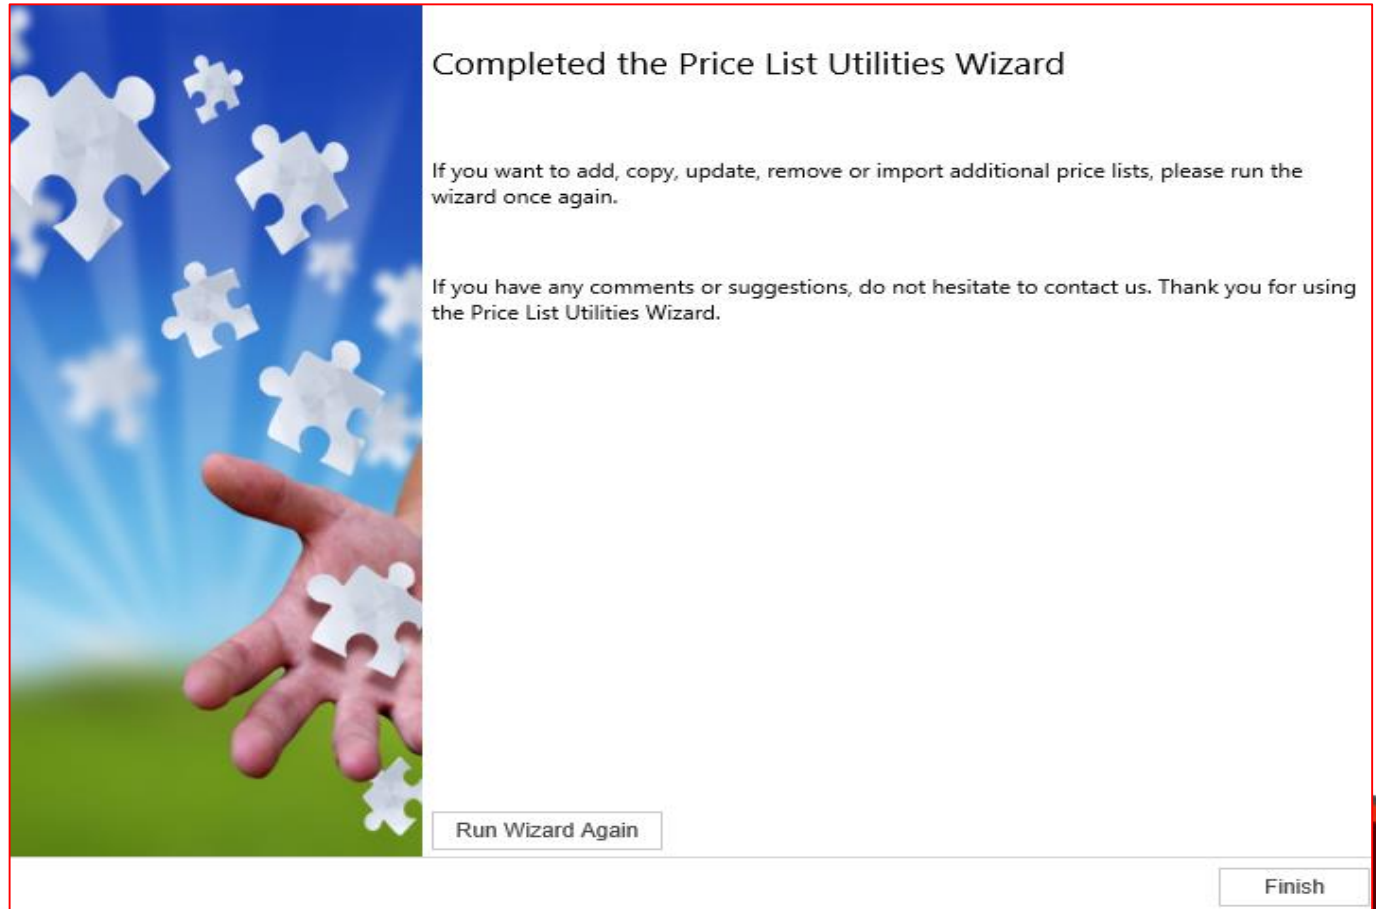 Completed the Price List Utilities Wizard
If you want to add, copy, update, remove or import additional price lists, please run the
wizard once again.
If you have any comments or suggestions, do not hesitate to contact us. Thank you for using
the Price List Utilities Wizard.
Run Wizard Again
Finish